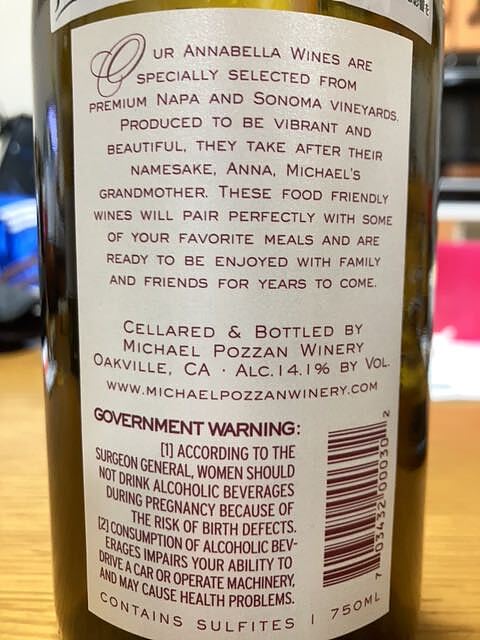 Our Annabella Wines are
specially selected from
premium Napa and Sonoma vineyards.
Produced to be vibrant and
beautiful, they take after their
namesake, Anna, Michael's
grandmother. These food friendly
wines will pair perfectly with some
of your favorite meals and are
ready to be enjoyed with family
and friends for years to come.
Cellared & Bottled by
Michael Pozzan Winery
Oakville, CA · Alc.14.1% by Vol.
www.michaelpozzanwinery.com
GOVERNMENT WARNING:
[1] ACCORDING TO THE
SURGEON GENERAL, WOMEN SHOULD
NOT DRINK ALCOHOLIC BEVERAGES
DURING PREGNANCY BECAUSE OF
THE RISK OF BIRTH DEFECTS.
[2] CONSUMPTION OF ALCOHOLIC BEV-
ERAGES IMPAIRS YOUR ABILITY TO
DRIVE A CAR OR OPERATE MACHINERY,
AND MAY CAUSE HEALTH PROBLEMS.
CONTAINS SULFITES | 750ML
7 03432 00030 2